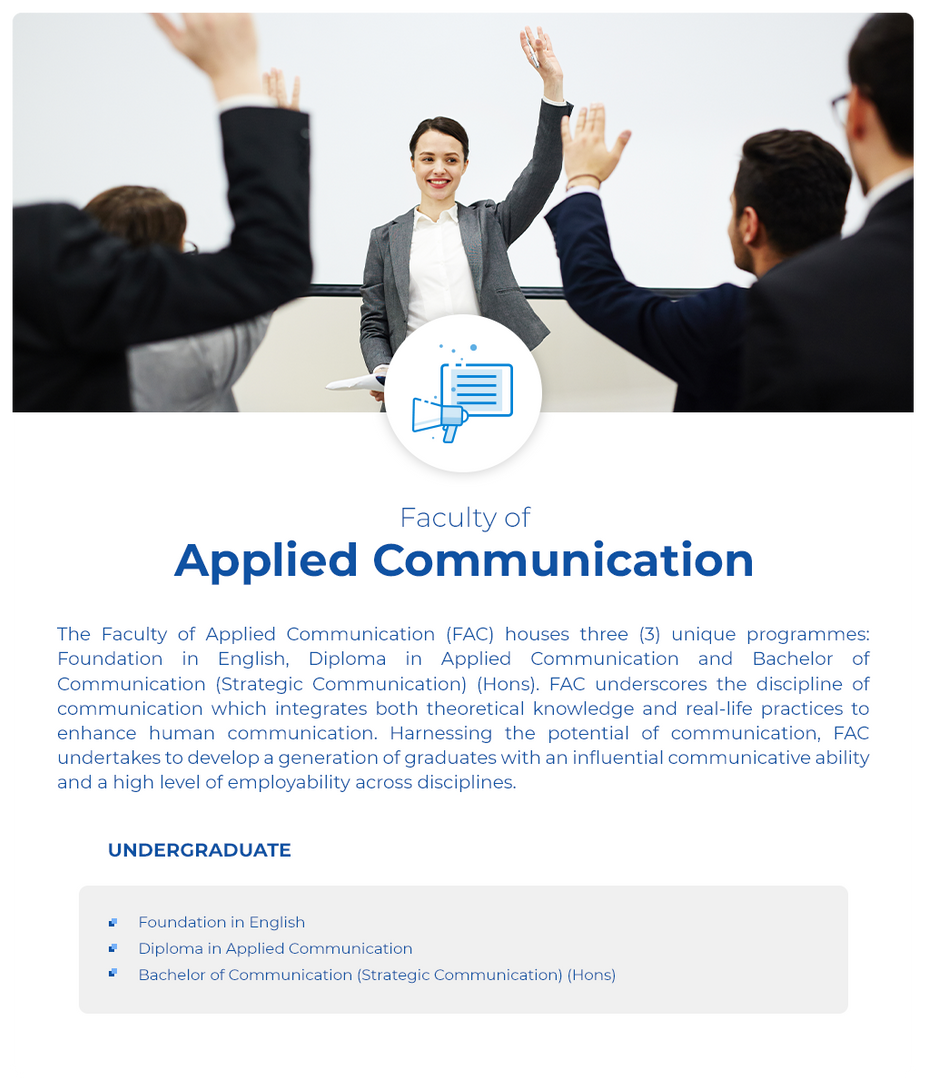 Faculty of
Applied Communication
The Faculty of Applied Communication (FAC) houses three (3) unique programmes:
Foundation in English, Diploma in Applied Communication and Bachelor of
Communication (Strategic Communication) (Hons). FAC underscores the discipline of
communication which integrates both theoretical knowledge and real-life practices to
enhance human communication. Harnessing the potential of communication, FAC
undertakes to develop a generation of graduates with an influential communicative ability
and a high level of employability across disciplines.
UNDERGRADUATE
Foundation in English
Diploma in Applied Communication
Bachelor of Communication (Strategic Communication) (Hons)